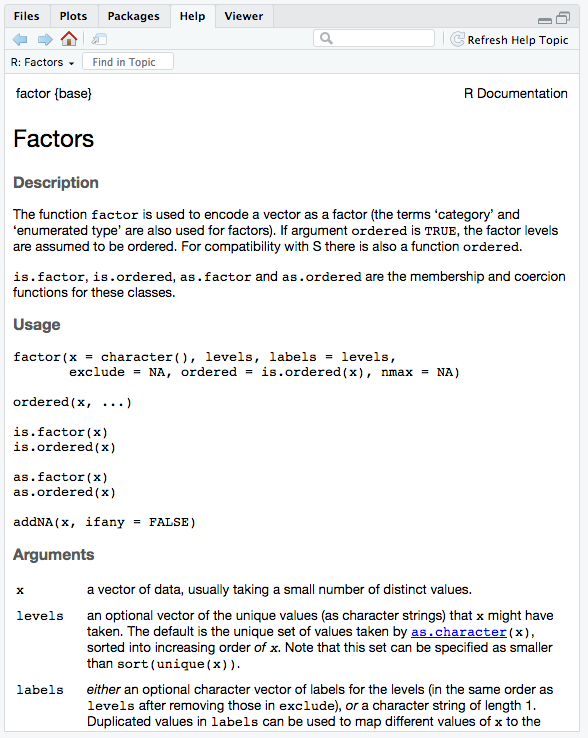 Files Plots Packages Help Viewer
Refresh Help Topic
R: Factors Find in Topic
factor {base} R Documentation
Factors
Description
The function factor is used to encode a vector as a factor (the terms ‘category’ and
‘enumerated type’ are also used for factors). If argument ordered is TRUE, the factor levels
are assumed to be ordered. For compatibility with S there is also a function ordered.
is.factor, is.ordered, as.factor and as.ordered are the membership and coercion
functions for these classes.
Usage
factor(x = character(), levels, labels = levels,
exclude = NA, ordered = is.ordered(x), nmax = NA)
ordered(x, ...)
is.factor(x)
is.ordered(x)
as.factor(x)
as.ordered(x)
addNA(x, ifany = FALSE)
Arguments
x a vector of data, usually taking a small number of distinct values.
levels an optional vector of the unique values (as character strings) that x might have
taken. The default is the unique set of values taken by as.character(x),
sorted into increasing order of x. Note that this set can be specified as smaller
than sort(unique(x)).
labels either an optional character vector of labels for the levels (in the same order as
levels after removing those in exclude), or a character string of length 1.
Duplicated values in labels can be used to map different values of x to the